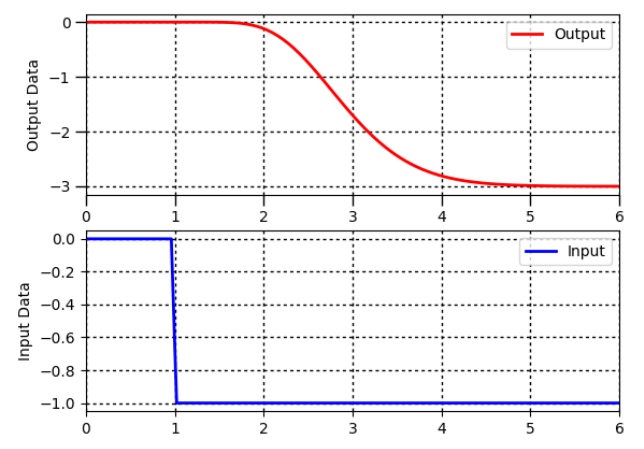 Output Data
0
−1
−2
−3
Output
0 1 2 3 4 5 6
Input Data
0.0
−0.2
−0.4
−0.6
−0.8
−1.0
Input
0 1 2 3 4 5 6